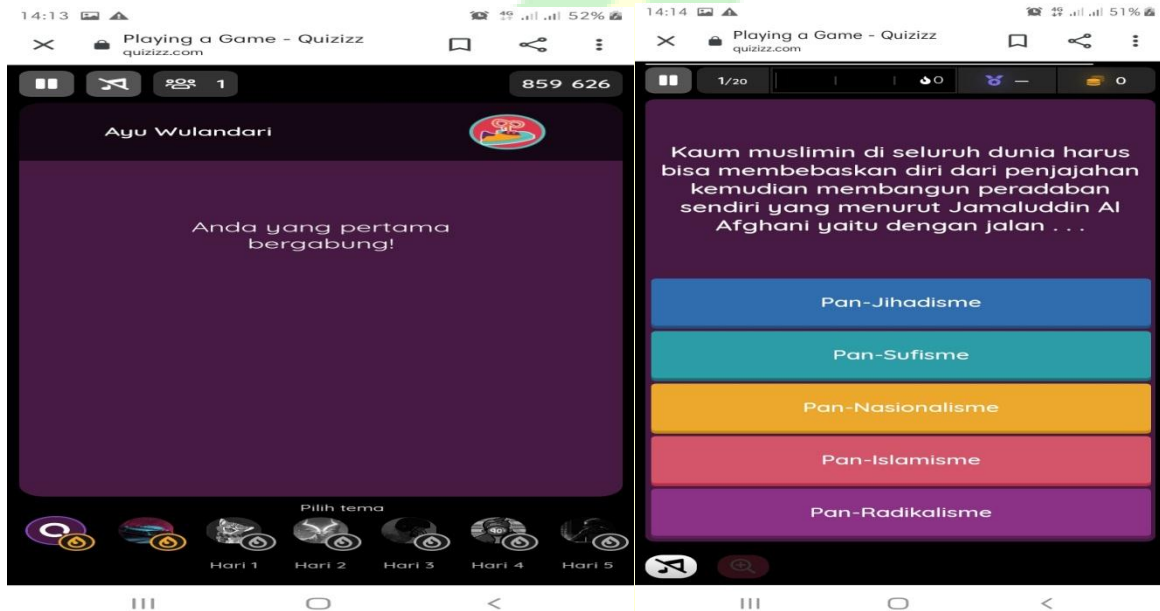 14:13
4G
52%
Playing a Game - Quizizz
quizizz.com
1
859 626
Ayu Wulandari
Anda yang pertama
bergabung!
Pilih tema
Hari 1
Hari 2
Hari 3
Hari 4
Hari 5
14:14
4G
51%
Playing a Game - Quizizz
quizizz.com
1/20
0
—
0
Kaum muslimin di seluruh dunia harus
bisa membebaskan diri dari penjajahan
kemudian membangun peradaban
sendiri yang menurut Jamaluddin Al
Afghani yaitu dengan jalan . . .
Pan-Jihadisme
Pan-Sufisme
Pan-Nasionalisme
Pan-Islamisme
Pan-Radikalisme